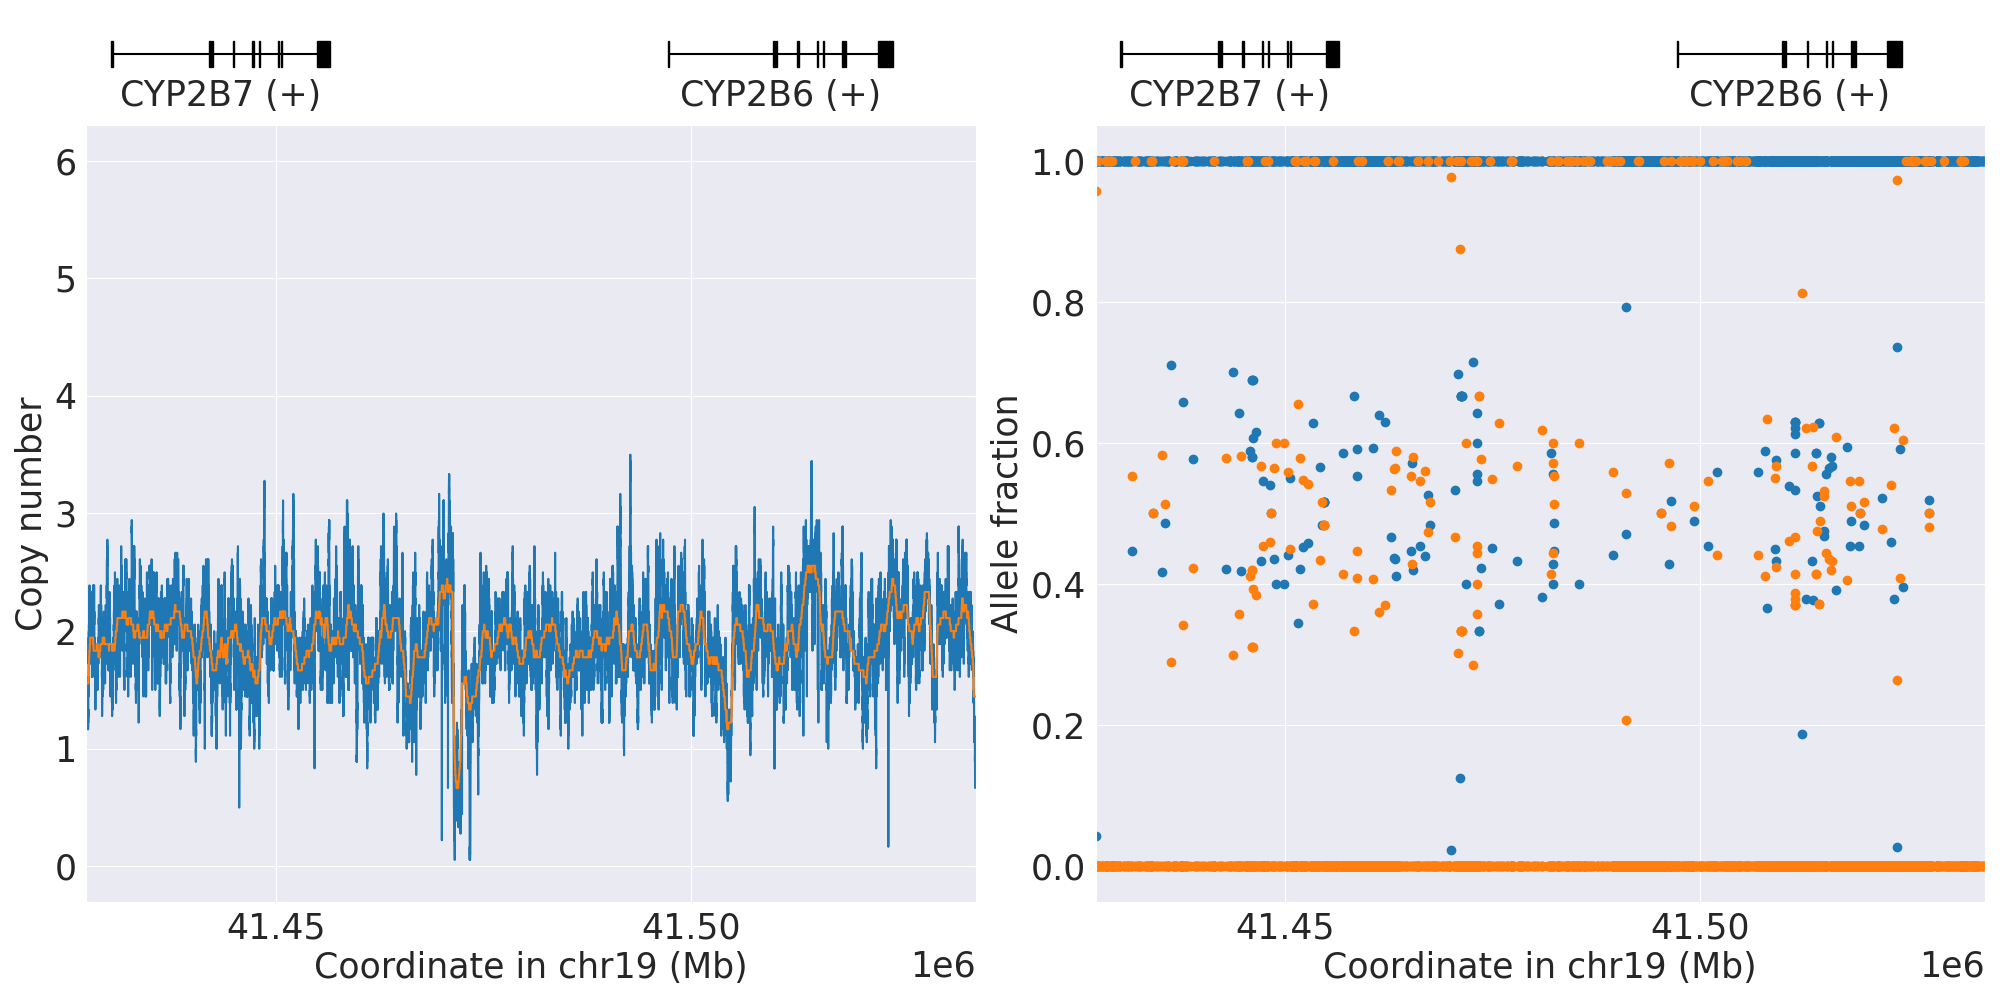 CYP2B7 (+)
CYP2B6 (+)
CYP2B7 (+)
CYP2B6 (+)
6
5
4
3
2
1
0
Copy number
41.45
41.50
Coordinate in chr19 (Mb)
1e6
1.0
0.8
0.6
0.4
0.2
0.0
Allele fraction
41.45
41.50
Coordinate in chr19 (Mb)
1e6